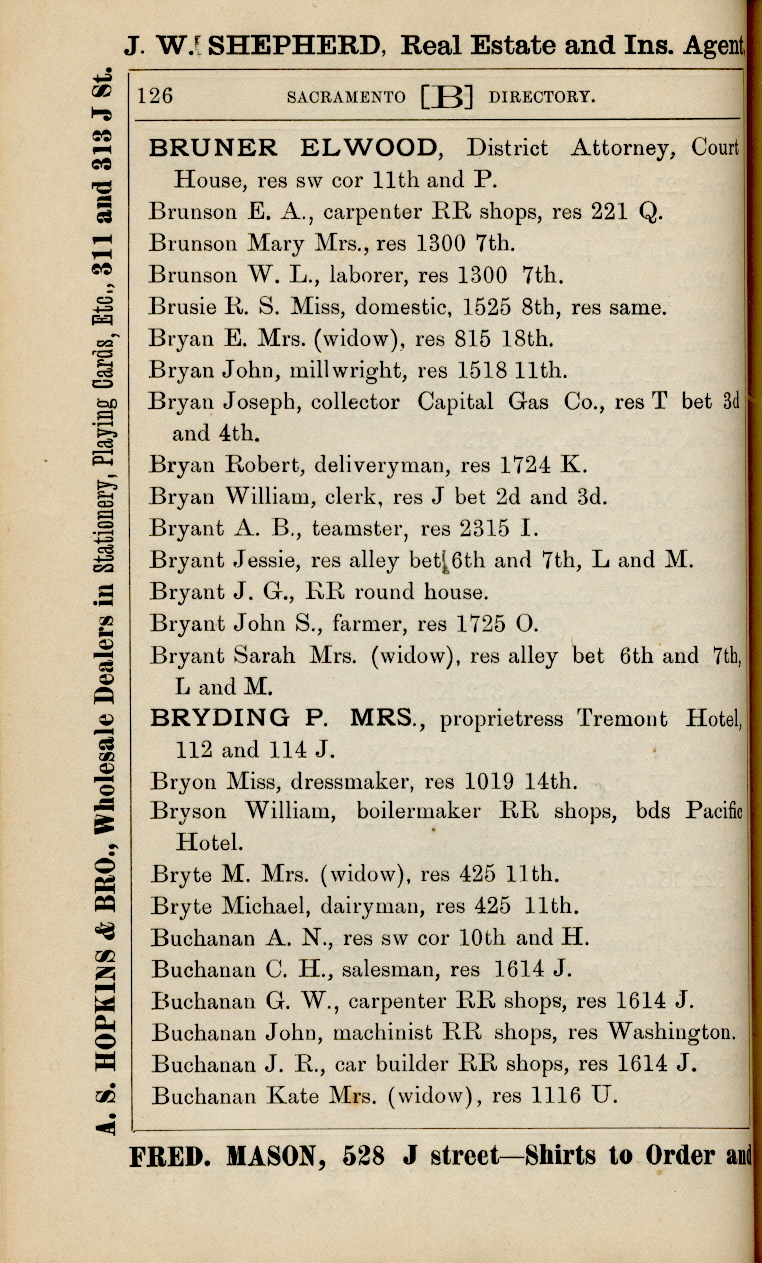 J. W. SHEPHERD, Real Estate and Ins. Agent,
126 SACRAMENTO [B] DIRECTORY.
BRUNER ELWOOD, District Attorney, Court
House, res sw cor 11th and P.
Brunson E. A., carpenter RR shops, res 221 Q.
Brunson Mary Mrs., res 1300 7th.
Brunson W. L., laborer, res 1300 7th.
Brusie R. S. Miss, domestic, 1525 8th, res same.
Bryan E. Mrs. (widow), res 815 18th.
Bryan John, millwright, res 1518 11th.
Bryan Joseph, collector Capital Gas Co., res T bet 3d
and 4th.
Bryan Robert, deliveryman, res 1724 K.
Bryan William, clerk, res J bet 2d and 3d.
Bryant A. B., teamster, res 2315 I.
Bryant Jessie, res alley bet 6th and 7th, L and M.
Bryant J. G., RR round house.
Bryant John S., farmer, res 1725 O.
Bryant Sarah Mrs. (widow), res alley bet 6th and 7th,
L and M.
BRYDING P. MRS., proprietress Tremont Hotel,
112 and 114 J.
Bryon Miss, dressmaker, res 1019 14th.
Bryson William, boilermaker RR shops, bds Pacific
Hotel.
Bryte M. Mrs. (widow), res 425 11th.
Bryte Michael, dairyman, res 425 11th.
Buchanan A. N., res sw cor 10th and H.
Buchanan C. H., salesman, res 1614 J.
Buchanan G. W., carpenter RR shops, res 1614 J.
Buchanan John, machinist RR shops, res Washington.
Buchanan J. R., car builder RR shops, res 1614 J.
Buchanan Kate Mrs. (widow), res 1116 U.
FRED. MASON, 528 J street—Shirts to Order and
A. S. HOPKINS & BRO., Wholesale Dealers in Stationery, Playing Cards, Etc., 311 and 313 J St.